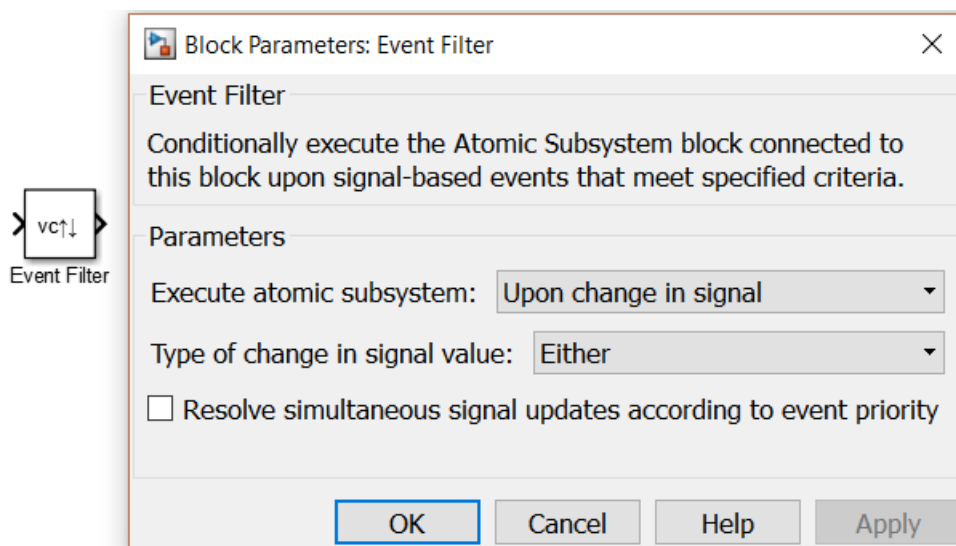 Block Parameters: Event Filter
Event Filter
Conditionally execute the Atomic Subsystem block connected to
this block upon signal-based events that meet specified criteria.
vc↑↓
Event Filter
Parameters
Execute atomic subsystem: Upon change in signal
Type of change in signal value: Either
Resolve simultaneous signal updates according to event priority
OK Cancel Help Apply